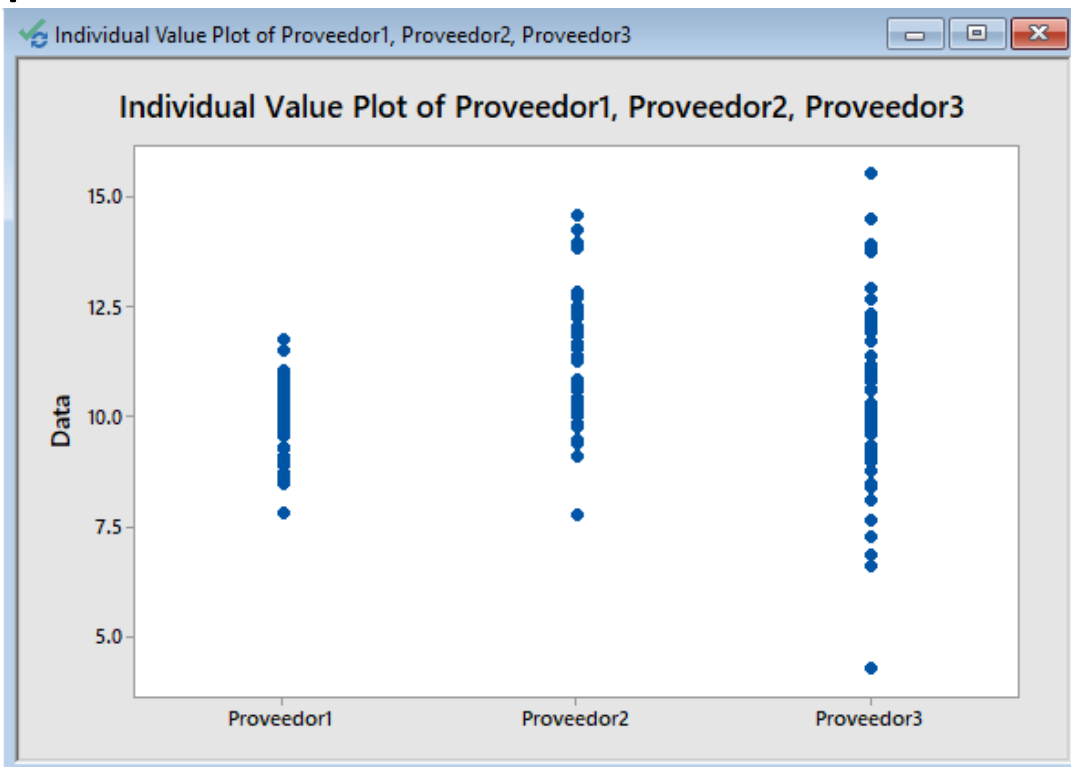 Individual Value Plot of Proveedor1, Proveedor2, Proveedor3
Individual Value Plot of Proveedor1, Proveedor2, Proveedor3
15.0
12.5
10.0
7.5
5.0
Data
Proveedor1 Proveedor2 Proveedor3